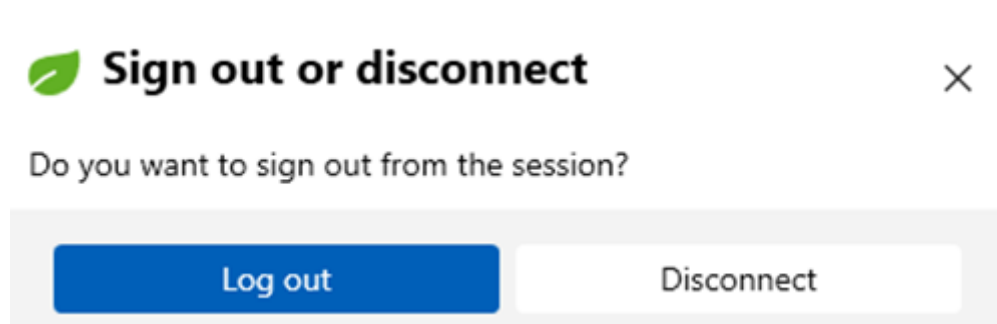 Sign out or disconnect
Do you want to sign out from the session?
Log out
Disconnect